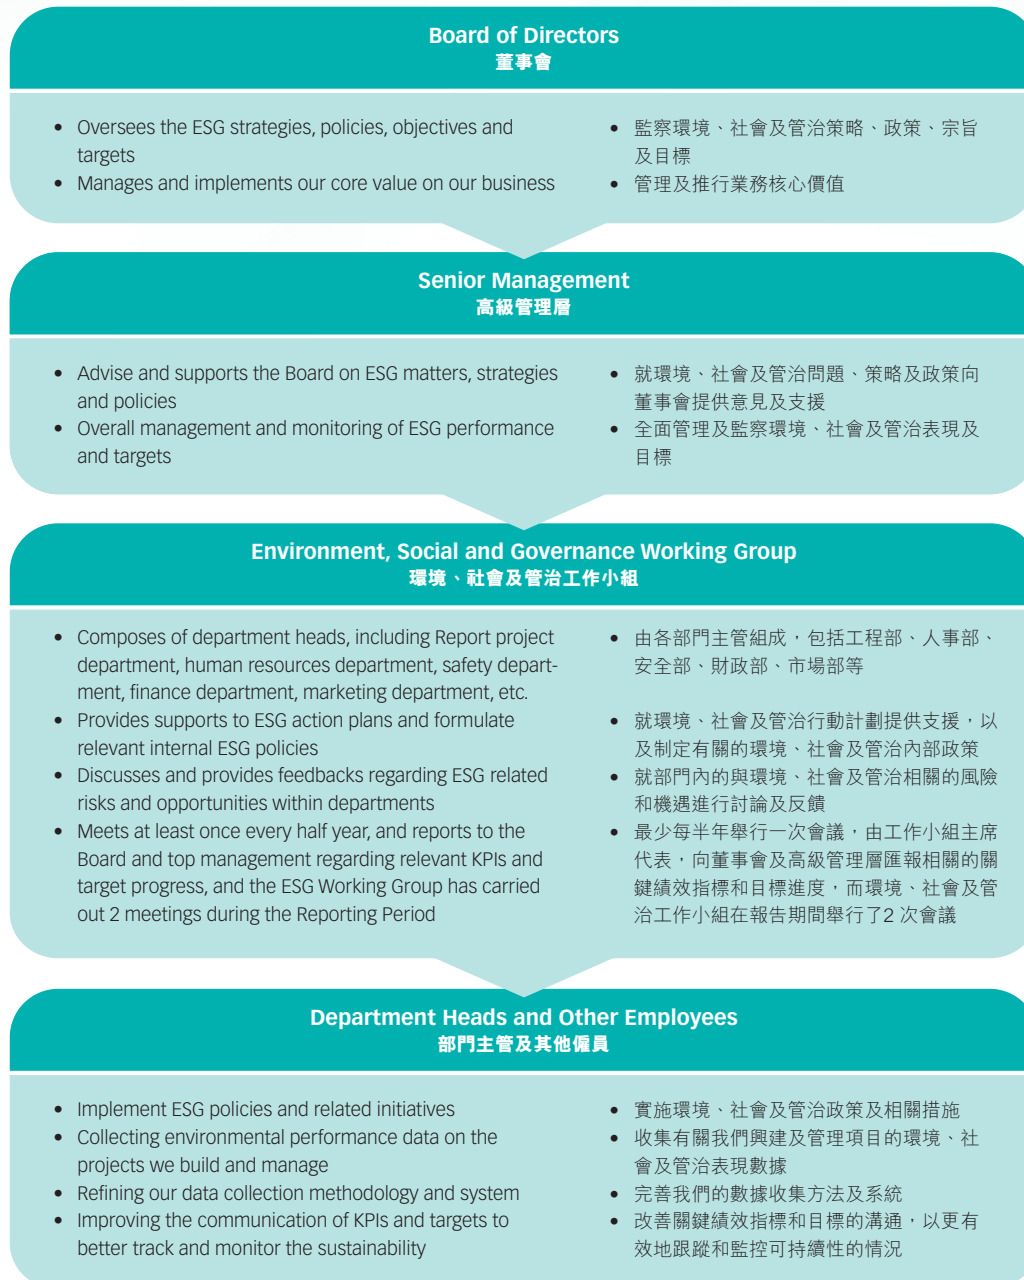 Board of Directors
董事會
• Oversees the ESG strategies, policies, objectives and
targets
• Manages and implements our core value on our business
• 監察環境、社會及管治策略、政策、宗旨
及目標
• 管理及推行業務核心價值
Senior Management
高級管理層
• Advise and supports the Board on ESG matters, strategies
and policies
• Overall management and monitoring of ESG performance
and targets
• 就環境、社會及管治問題、策略及政策向
董事會提供意見及支援
• 全面管理及監察環境、社會及管治表現及
目標
Environment, Social and Governance Working Group
環境、社會及管治工作小組
• Composes of department heads, including Report project
department, human resources department, safety depart-
ment, finance department, marketing department, etc.
• Provides supports to ESG action plans and formulate
relevant internal ESG policies
• Discusses and provides feedbacks regarding ESG related
risks and opportunities within departments
• Meets at least once every half year, and reports to the
Board and top management regarding relevant KPIs and
target progress, and the ESG Working Group has carried
out 2 meetings during the Reporting Period
• 由各部門主管組成，包括工程部、人事部、
安全部、財政部、市場部等
• 就環境、社會及管治行動計劃提供支援，以
及制定有關的環境、社會及管治內部政策
• 就部門內的與環境、社會及管治相關的風險
和機遇進行討論及反饋
• 最少每半年舉行一次會議，由工作小組主席
代表，向董事會及高級管理層匯報相關的關
鍵績效指標和目標進度，而環境、社會及管
治工作小組在報告期間舉行了2 次會議
Department Heads and Other Employees
部門主管及其他僱員
• Implement ESG policies and related initiatives
• Collecting environmental performance data on the
projects we build and manage
• Refining our data collection methodology and system
• Improving the communication of KPIs and targets to
better track and monitor the sustainability
• 實施環境、社會及管治政策及相關措施
• 收集有關我們興建及管理項目的環境、社
會及管治表現數據
• 完善我們的數據收集方法及系統
• 改善關鍵績效指標和目標的溝通，以更有
效地跟蹤和監控可持續性的情況